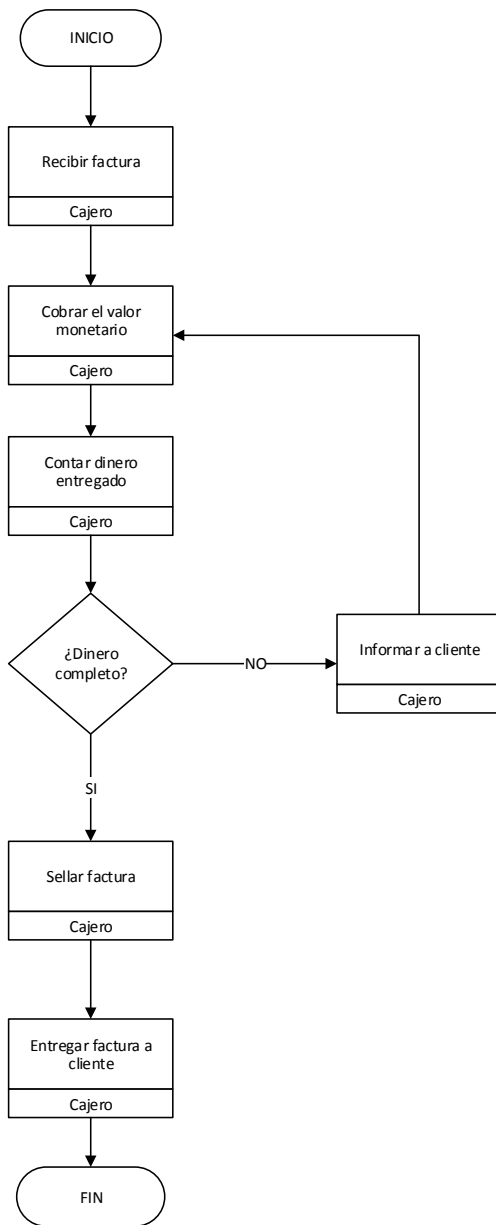 INICIO
Recibir factura
Cajero
Cobrar el valor
monetario
Cajero
Contar dinero
entregado
Cajero
¿Dinero
completo?
NO
Informar a cliente
Cajero
SI
Sellar factura
Cajero
Entregar factura a
cliente
Cajero
FIN